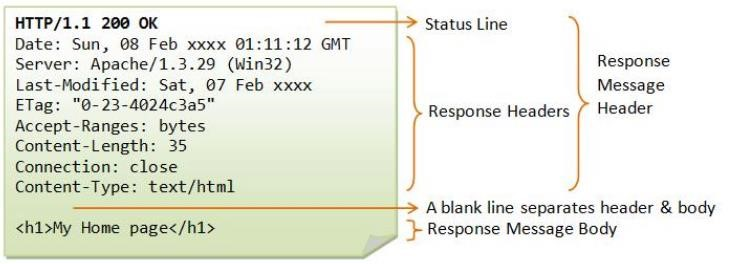 HTTP/1.1 200 OK
Date: Sun, 08 Feb xxxx 01:11:12 GMT
Server: Apache/1.3.29 (Win32)
Last-Modified: Sat, 07 Feb xxxx
ETag: "0-23-4024c3a5"
Accept-Ranges: bytes
Content-Length: 35
Connection: close
Content-Type: text/html
<h1>My Home page</h1>
Status Line
Response Headers
Response
Message
Header
A blank line separates header & body
Response Message Body